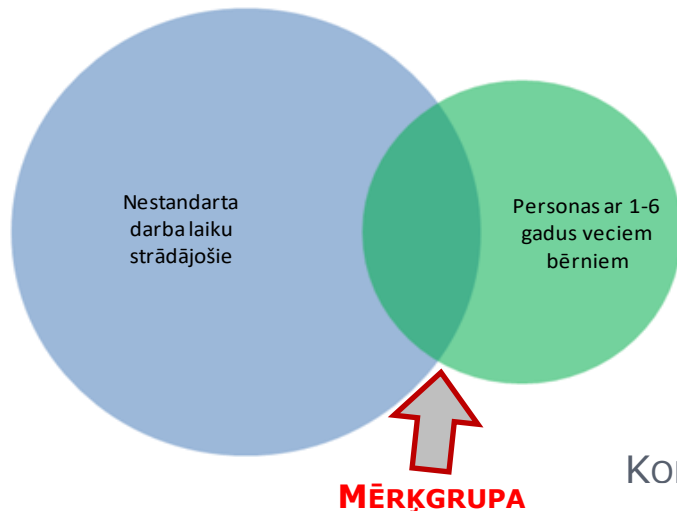 Nestandarta
darba laiku
strādājošie
Personas ar 1-6
gadus veciem
bērniem
MĒRĶGRUPA